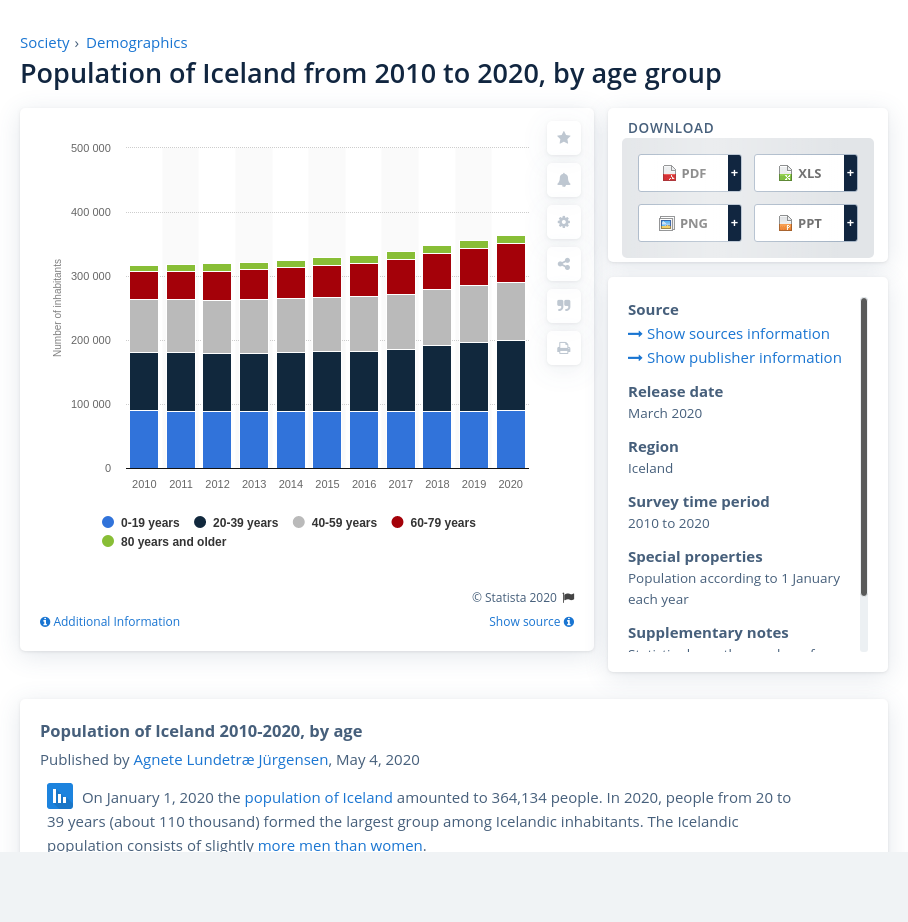 Society › Demographics
Population of Iceland from 2010 to 2020, by age group
500 000
400 000
300 000
200 000
100 000
0
Number of inhabitants
2010 2011 2012 2013 2014 2015 2016 2017 2018 2019 2020
0-19 years 20-39 years 40-59 years 60-79 years
80 years and older
© Statista 2020
Additional Information Show source
DOWNLOAD
PDF + XLS +
PNG + PPT +
Source
Show sources information
Show publisher information
Release date
March 2020
Region
Iceland
Survey time period
2010 to 2020
Special properties
Population according to 1 January
each year
Supplementary notes
Population of Iceland 2010-2020, by age
Published by Agnete Lundetræ Jürgensen, May 4, 2020
On January 1, 2020 the population of Iceland amounted to 364,134 people. In 2020, people from 20 to
39 years (about 110 thousand) formed the largest group among Icelandic inhabitants. The Icelandic
population consists of slightly more men than women.